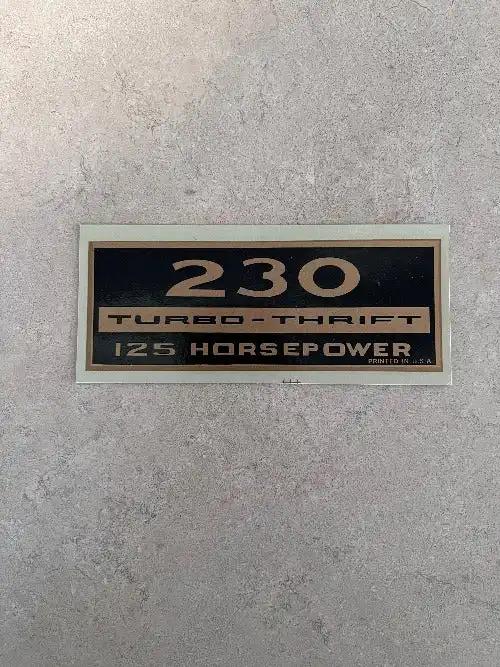 230
TURBO-THRIFT
125 HORSEPOWER
PRINTED IN U.S.A.